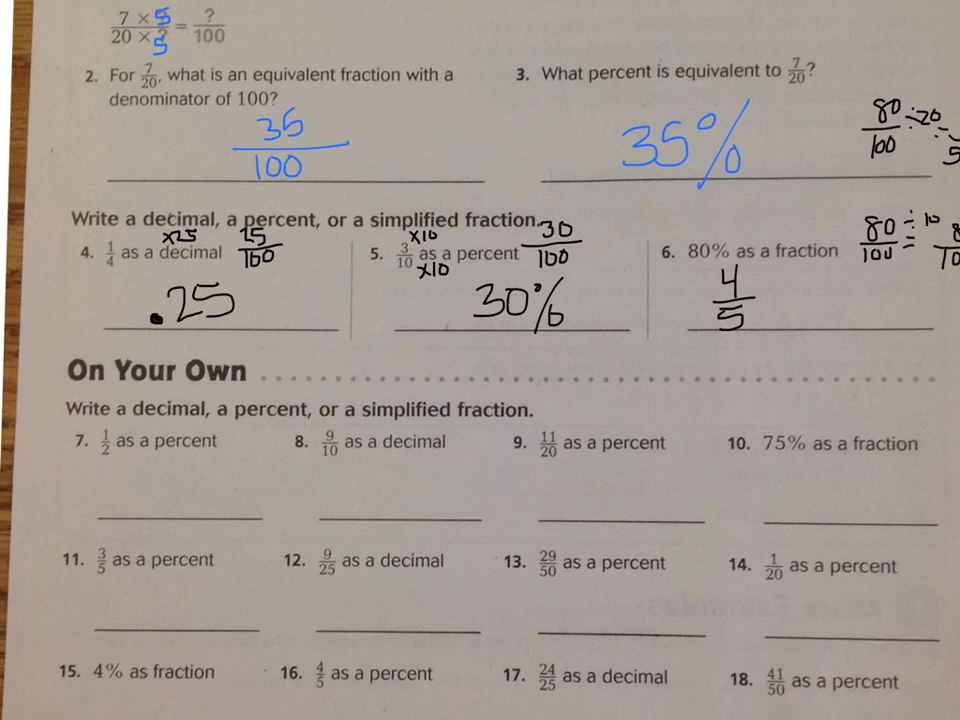 7 × 5 / 20 × 5 = ? / 100
2. For 7/20, what is an equivalent fraction with a
denominator of 100?
35/100
3. What percent is equivalent to 7/20?
35%
80/100 ÷ 20
5
Write a decimal, a percent, or a simplified fraction.
4. 1/4 as a decimal
x25
/100
.25
5. 3/10 as a percent
x10
x10
30/100
30%
6. 80% as a fraction
80/100 ÷ 10 =
4/5
On Your Own
Write a decimal, a percent, or a simplified fraction.
7. 1/2 as a percent
8. 9/10 as a decimal
9. 11/20 as a percent
10. 75% as a fraction
11. 3/5 as a percent
12. 9/25 as a decimal
13. 29/50 as a percent
14. 1/20 as a percent
15. 4% as fraction
16. 4/5 as a percent
17. 24/25 as a decimal
18. 41/50 as a percent